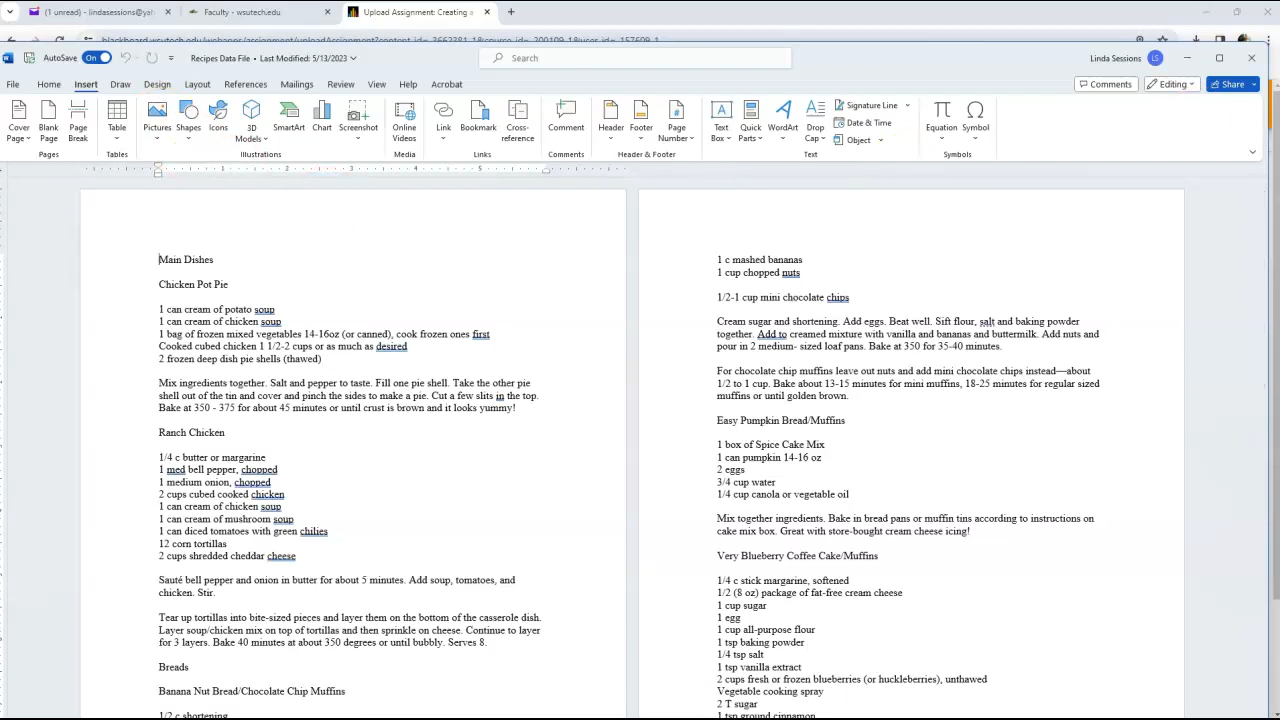 (1 unread) - lindasessions@yal
Faculty - wsutech.edu
Upload Assignment: Creating a
AutoSave On
Recipes Data File • Last Modified: 5/13/2023
Search
Linda Sessions LS
File Home Insert Draw Design Layout References Mailings Review View Help Acrobat
Comments Editing Share
Cover Page
Blank Page
Page Break
Table
Pictures
Shapes
Icons
3D Models
SmartArt
Chart
Screenshot
Online Videos
Link
Bookmark
Cross-reference
Comment
Header
Footer
Page Number
Text Box
Quick Parts
WordArt
Drop Cap
Signature Line
Date & Time
Object
Equation
Symbol
Pages Tables Illustrations Media Links Comments Header & Footer Text Symbols
1 2 3 4 5
Main Dishes
Chicken Pot Pie
1 can cream of potato soup
1 can cream of chicken soup
1 bag of frozen mixed vegetables 14-16oz (or canned), cook frozen ones first
Cooked cubed chicken 1 1/2-2 cups or as much as desired
2 frozen deep dish pie shells (thawed)
Mix ingredients together. Salt and pepper to taste. Fill one pie shell. Take the other pie
shell out of the tin and cover and pinch the sides to make a pie. Cut a few slits in the top.
Bake at 350 - 375 for about 45 minutes or until crust is brown and it looks yummy!
Ranch Chicken
1/4 c butter or margarine
1 med bell pepper, chopped
1 medium onion, chopped
2 cups cubed cooked chicken
1 can cream of chicken soup
1 can cream of mushroom soup
1 can diced tomatoes with green chilies
12 corn tortillas
2 cups shredded cheddar cheese
Sauté bell pepper and onion in butter for about 5 minutes. Add soup, tomatoes, and
chicken. Stir.
Tear up tortillas into bite-sized pieces and layer them on the bottom of the casserole dish.
Layer soup/chicken mix on top of tortillas and then sprinkle on cheese. Continue to layer
for 3 layers. Bake 40 minutes at about 350 degrees or until bubbly. Serves 8.
Breads
Banana Nut Bread/Chocolate Chip Muffins
1/2 c shortening
1 c mashed bananas
1 cup chopped nuts
1/2-1 cup mini chocolate chips
Cream sugar and shortening. Add eggs. Beat well. Sift flour, salt and baking powder
together. Add to creamed mixture with vanilla and bananas and buttermilk. Add nuts and
pour in 2 medium- sized loaf pans. Bake at 350 for 35-40 minutes.
For chocolate chip muffins leave out nuts and add mini chocolate chips instead—about
1/2 to 1 cup. Bake about 13-15 minutes for mini muffins, 18-25 minutes for regular sized
muffins or until golden brown.
Easy Pumpkin Bread/Muffins
1 box of Spice Cake Mix
1 can pumpkin 14-16 oz
2 eggs
3/4 cup water
1/4 cup canola or vegetable oil
Mix together ingredients. Bake in bread pans or muffin tins according to instructions on
cake mix box. Great with store-bought cream cheese icing!
Very Blueberry Coffee Cake/Muffins
1/4 c stick margarine, softened
1/2 (8 oz) package of fat-free cream cheese
1 cup sugar
1 egg
1 cup all-purpose flour
1 tsp baking powder
1/4 tsp salt
1 tsp vanilla extract
2 cups fresh or frozen blueberries (or huckleberries), unthawed
Vegetable cooking spray
2 T sugar
1 tsp ground cinnamon